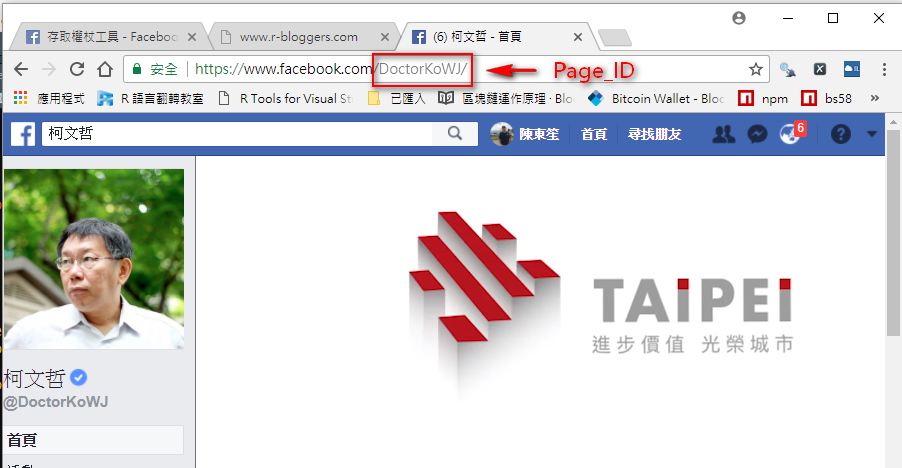 存取權杖工具 - Facebo
www.r-bloggers.com
(6) 柯文哲 - 首頁
安全
https://www.facebook.com/DoctorKoWJ/
Page_ID
應用程式
R 語言翻轉教室
R Tools for Visual St
已匯入
區塊鏈運作原理 · Blo
Bitcoin Wallet - Bloc
npm
bs58
»
柯文哲
陳東笙
首頁
尋找朋友
6
TAiPEi
進步價值 光榮城市
柯文哲
@DoctorKoWJ
首頁